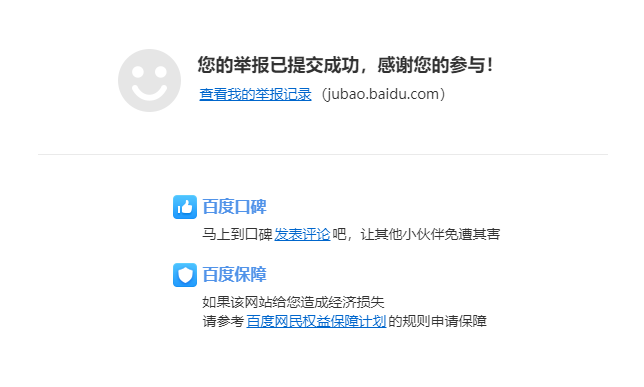 您的举报已提交成功，感谢您的参与！
查看我的举报记录（jubao.baidu.com）
百度口碑
马上到口碑发表评论吧，让其他小伙伴免遭其害
百度保障
如果该网站给您造成经济损失
请参考百度网民权益保障计划的规则申请保障